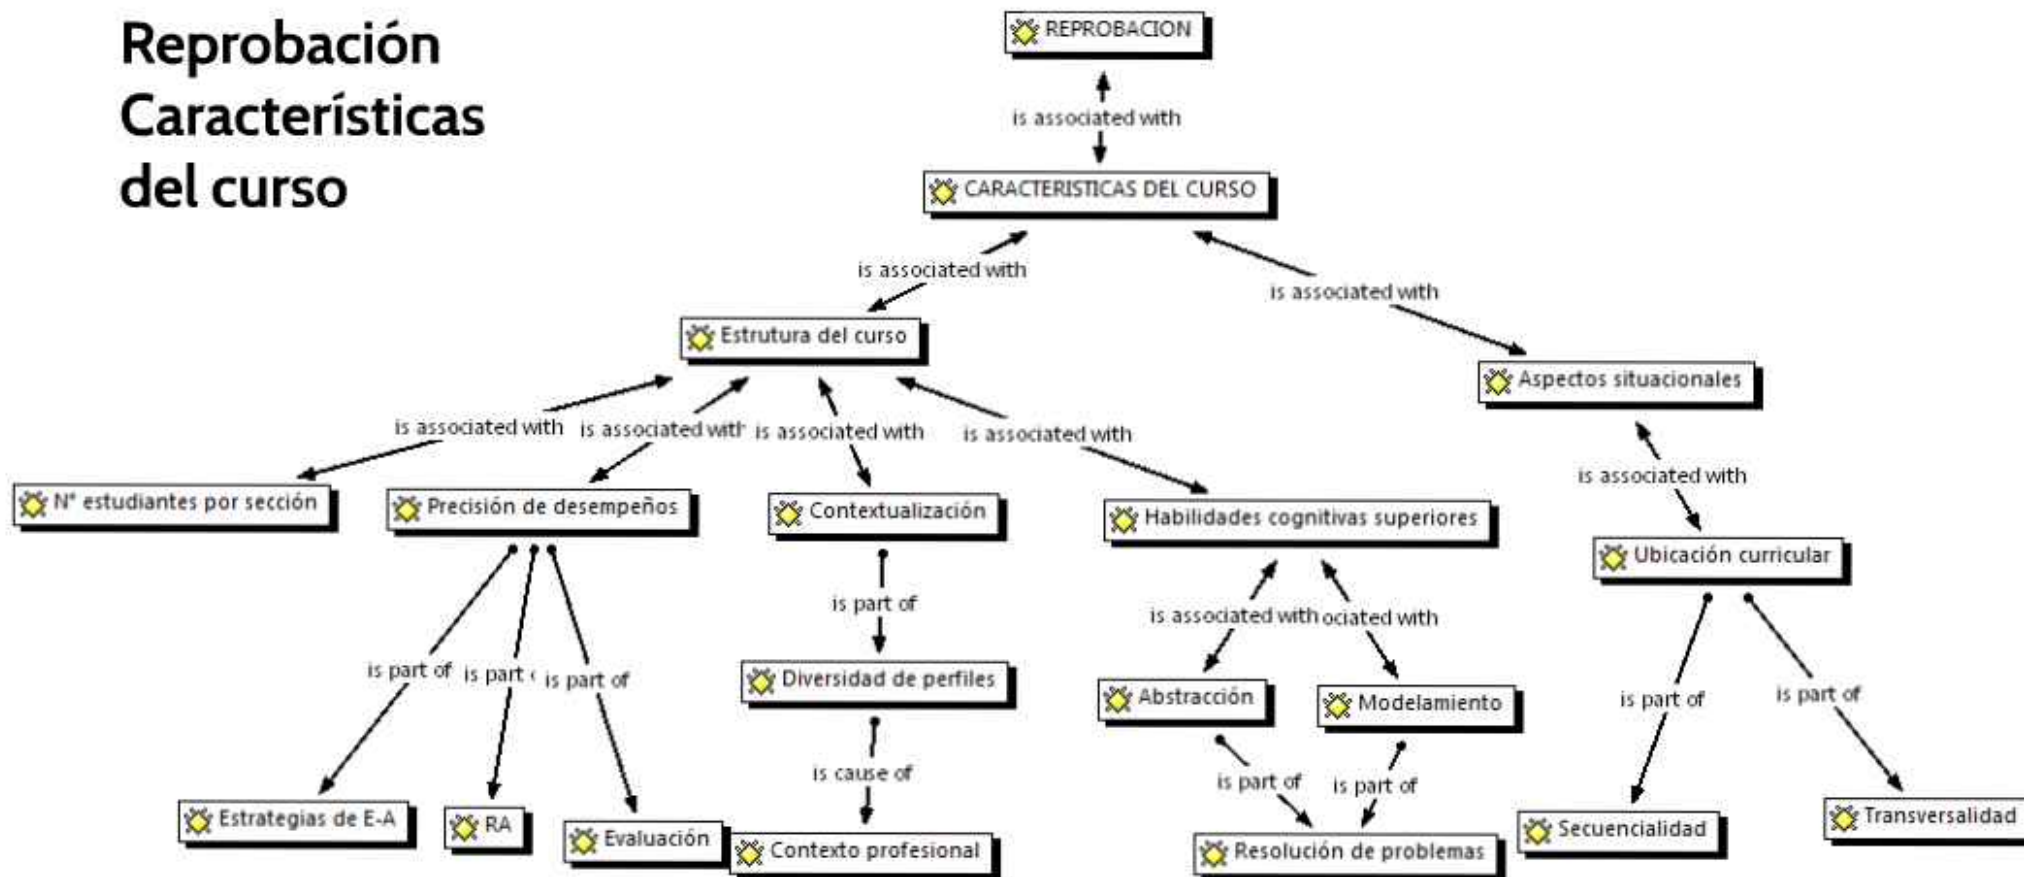 Reprobación
Característicias
del curso
REPROBACION
is associated with
CARACTERISTICAS DEL CURSO
is associated with
is associated with
Estrutura del curso
Aspectos situacionales
is associated with
is associated with
is associated with
is associated with
is associated with
N° estudiantes por sección
Precisión de desempeños
Contextualización
Habilidades cognitivas superiores
Ubicación curricular
is part of
is associated with
ociated with
is part of
is part
is part of
Diversidad de perfiles
Abstracción
Modelamiento
is part of
is part of
is cause of
is part of
is part of
Estrategias de E-A
RA
Evaluación
Contexto profesional
Resolución de problemas
Secuencialidad
Transversalidad